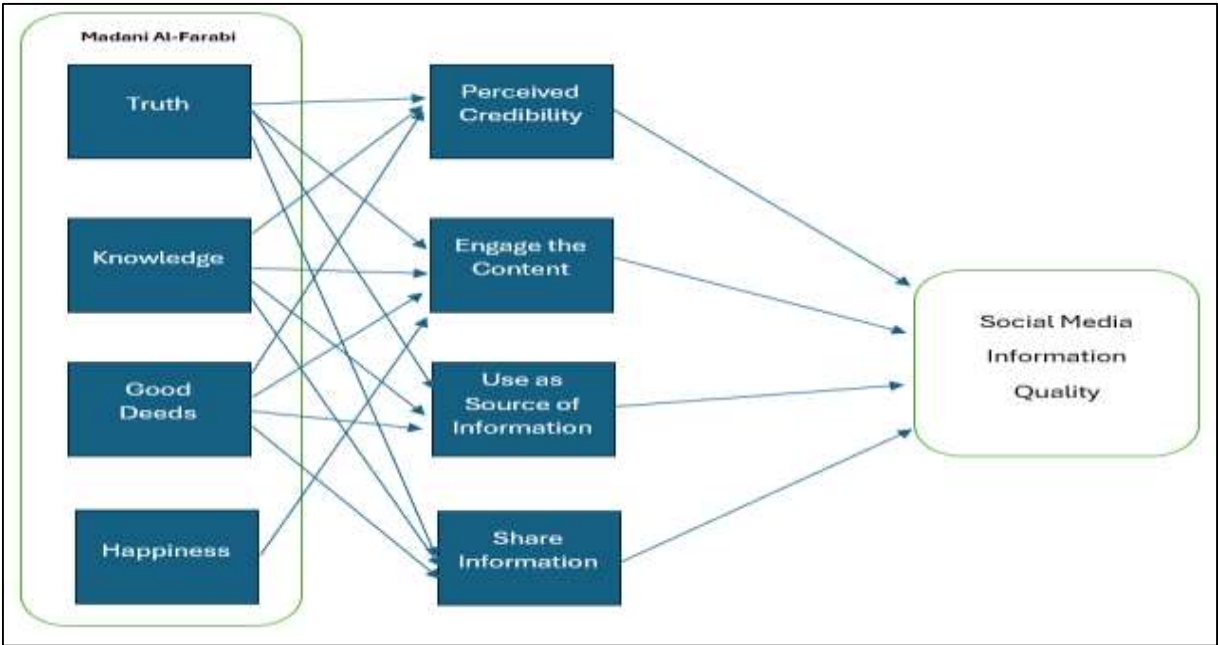 Madani Al-Farabi
Truth
Knowledge
Good
Deeds
Happiness
Perceived
Credibility
Engage the
Content
Use as
Source of
Information
Share
Information
Social Media
Information
Quality